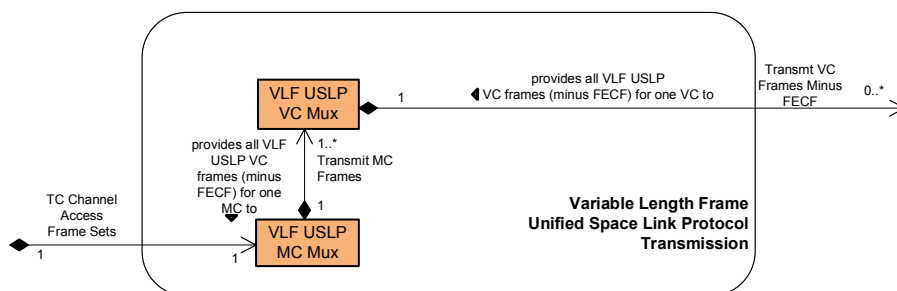 provides all VLF USLP
VC frames (minus FECF) for one VC to
Transmt VC
Frames Minus
FECF
0..*
1
VLF USLP
VC Mux
provides all VLF
USLP VC
frames (minus
FECF) for one
MC to
1..*
Transmit MC
Frames
1
TC Channel
Access
Frame Sets
1
1
VLF USLP
MC Mux
Variable Length Frame
Unified Space Link Protocol
Transmission